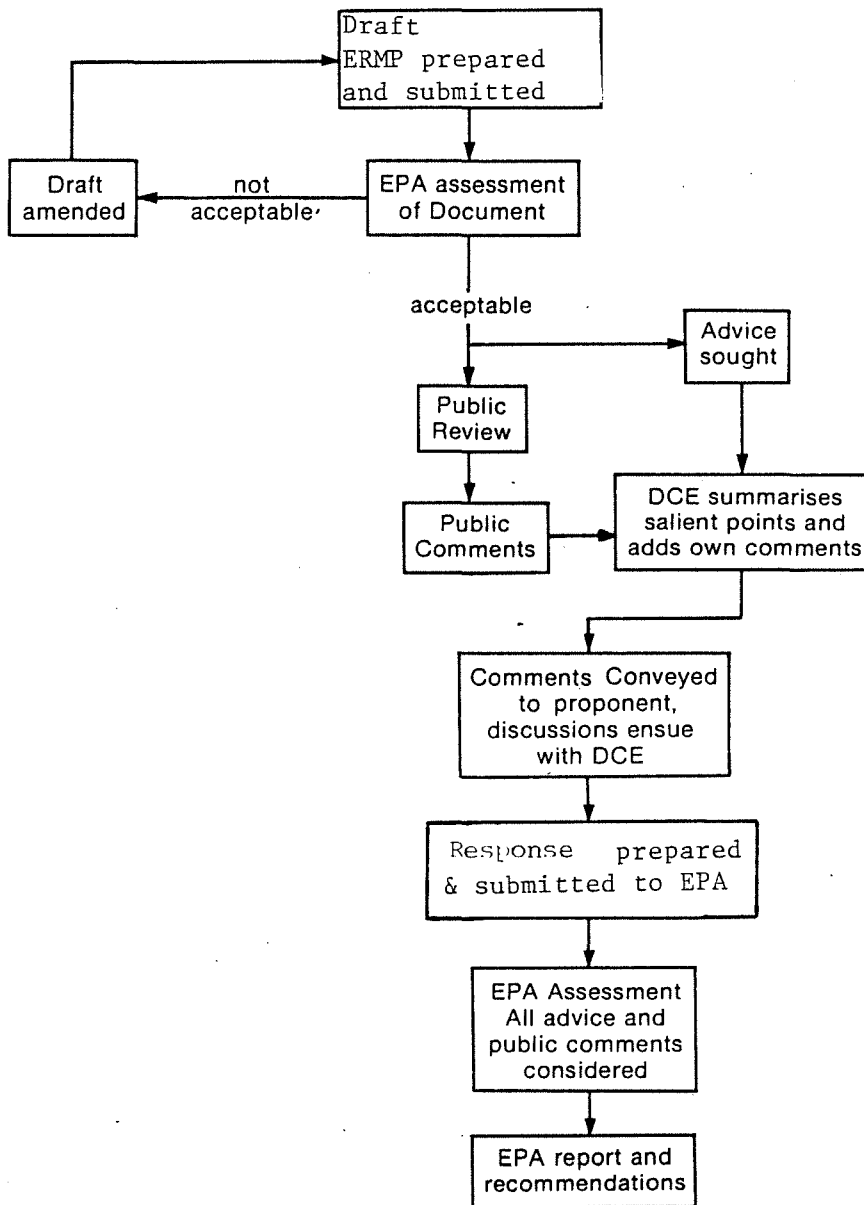 Draft
ERMP prepared
and submitted
Draft
amended
not
acceptable
EPA assessment
of Document
acceptable
Advice
sought
Public
Review
Public
Comments
DCE summarises
salient points and
adds own comments
Comments Conveyed
to proponent,
discussions ensue
with DCE
Response prepared
& submitted to EPA
EPA Assessment
All advice and
public comments
considered
EPA report and
recommendations